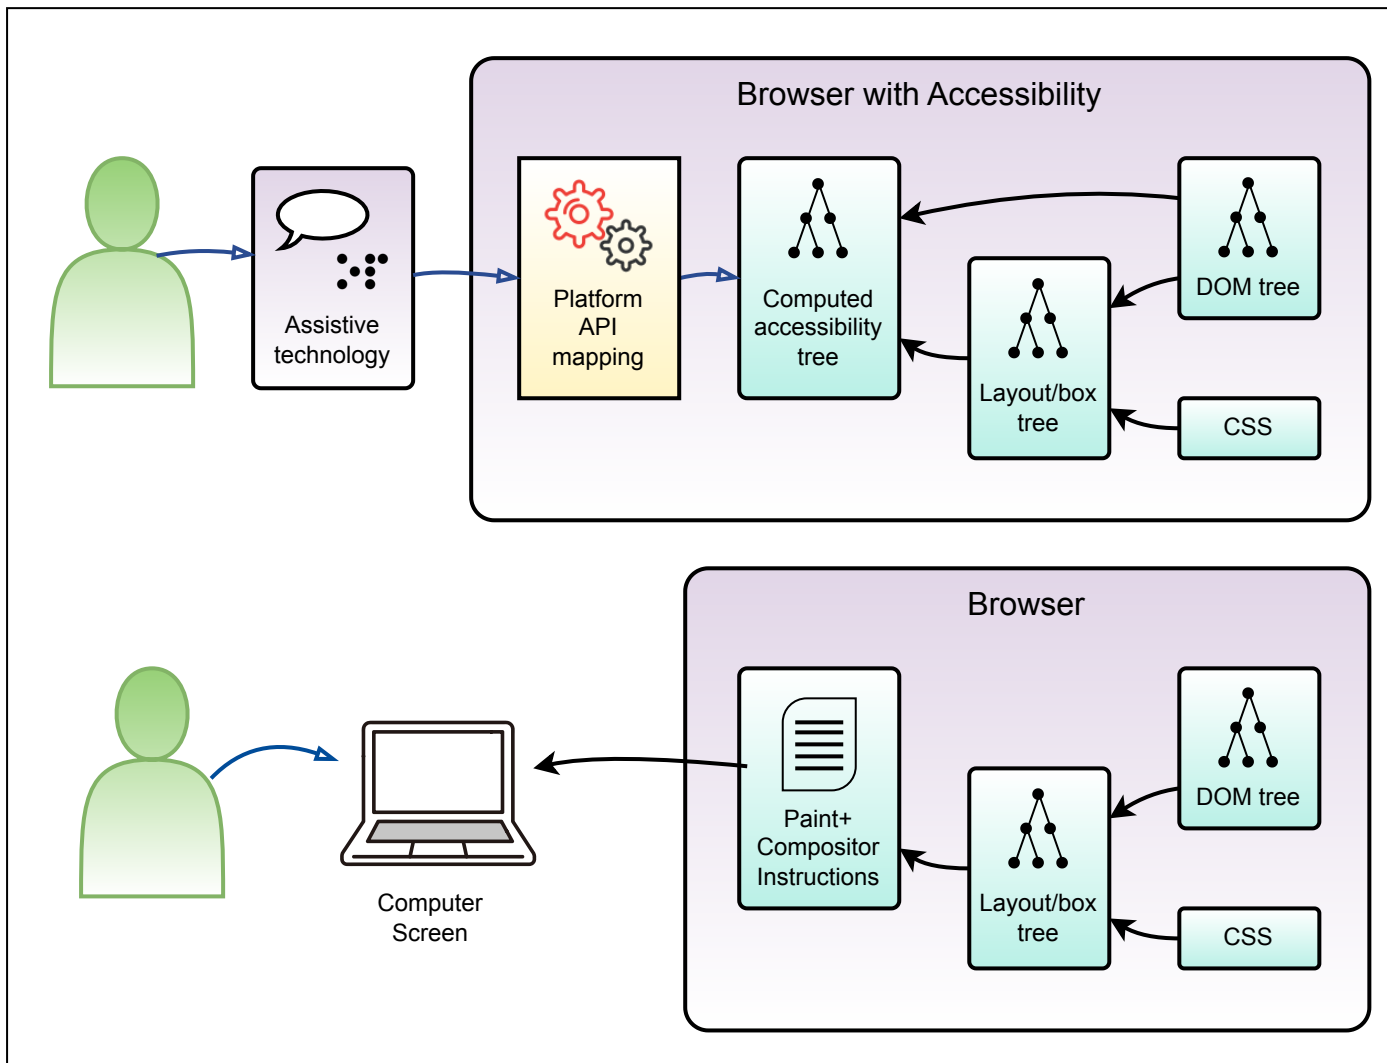 Browser with Accessibility
Assistive
technology
Platform
API
mapping
Computed
accessibility
tree
DOM tree
Layout/box
tree
CSS
Browser
Computer
Screen
Paint+
Compositor
Instructions
DOM tree
Layout/box
tree
CSS